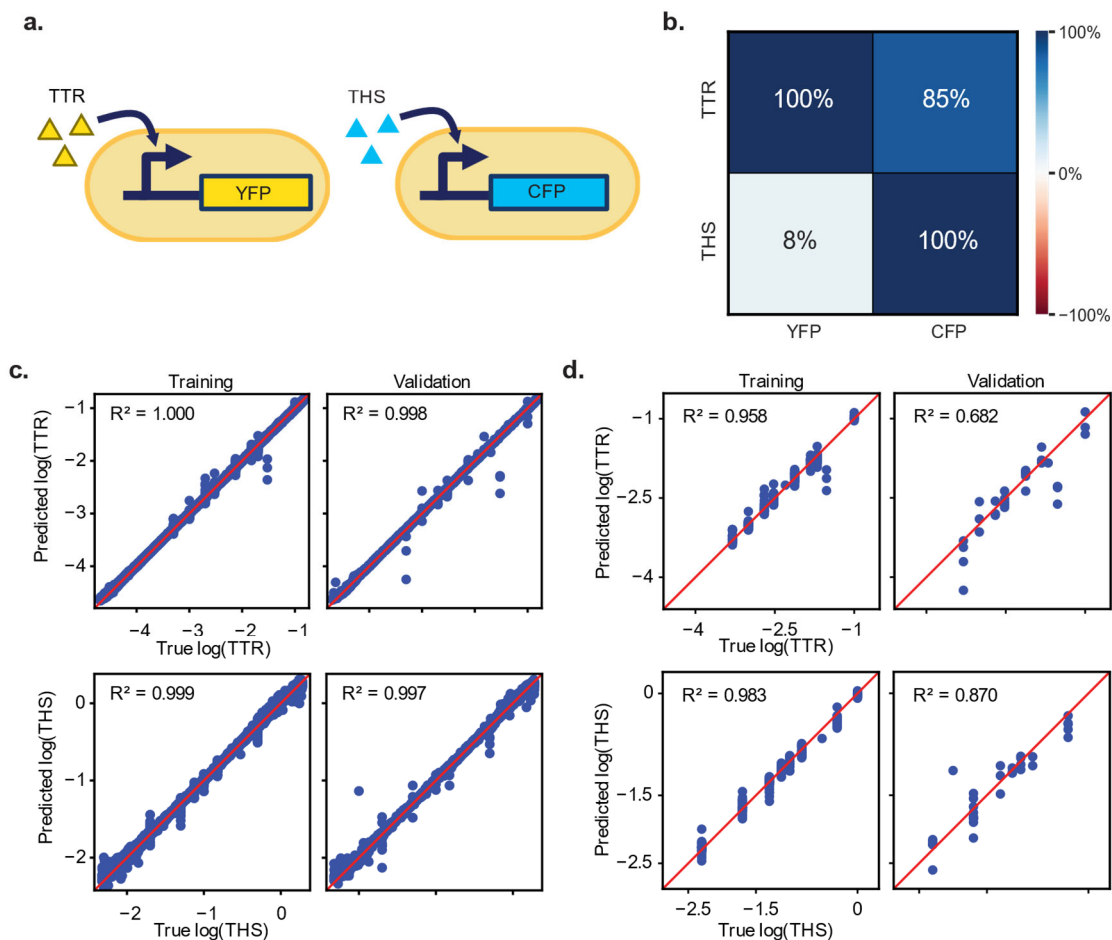 a.
TTR
YFP
THS
CFP
b.
TTR
THS
100%
85%
8%
100%
YFP
CFP
100%
0%
−100%
c.
Training
Validation
R² = 1.000
R² = 0.998
Predicted log(TTR)
−1
−2
−3
−4
−4
−3
−2
−1
True log(TTR)
R² = 0.999
R² = 0.997
Predicted log(THS)
0
−1
−2
−2
−1
0
True log(THS)
d.
Training
Validation
R² = 0.958
R² = 0.682
Predicted log(TTR)
−1
−2.5
−4
−4
−2.5
−1
True log(TTR)
R² = 0.983
R² = 0.870
Predicted log(THS)
0
−1.5
−2.5
−2.5
−1.5
0
True log(THS)